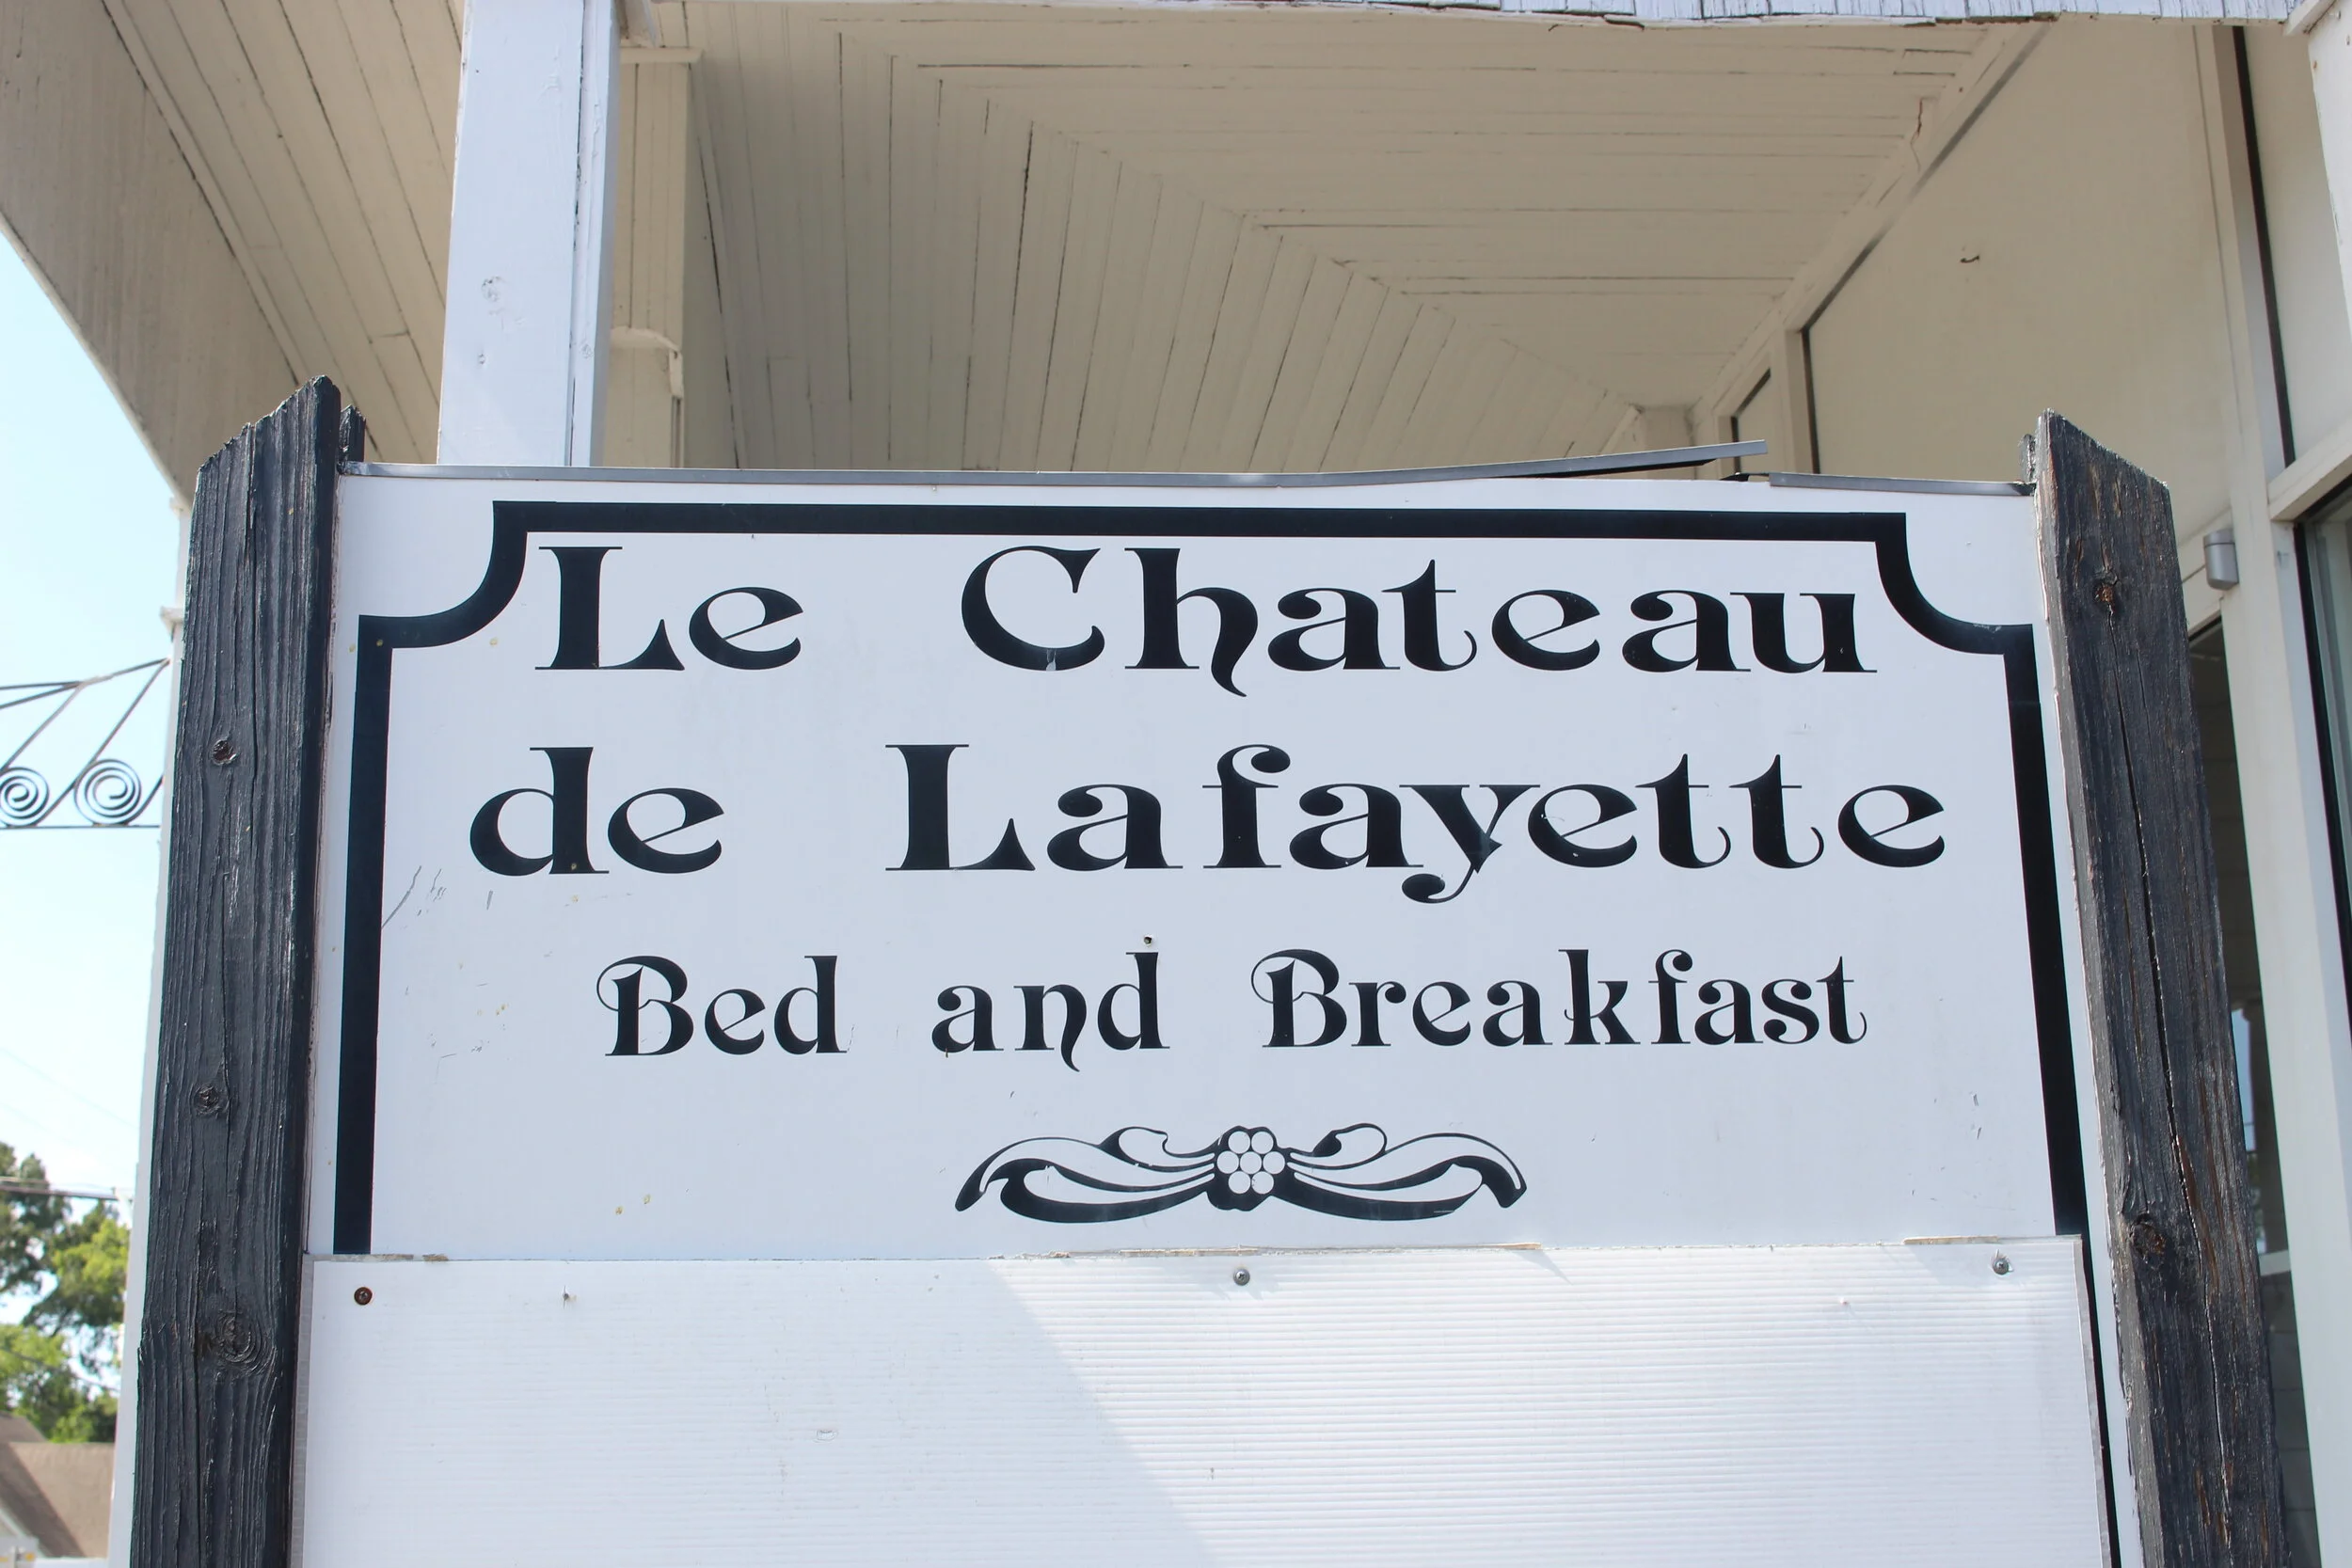 Le Chateau
de Lafayette
Bed and Breakfast